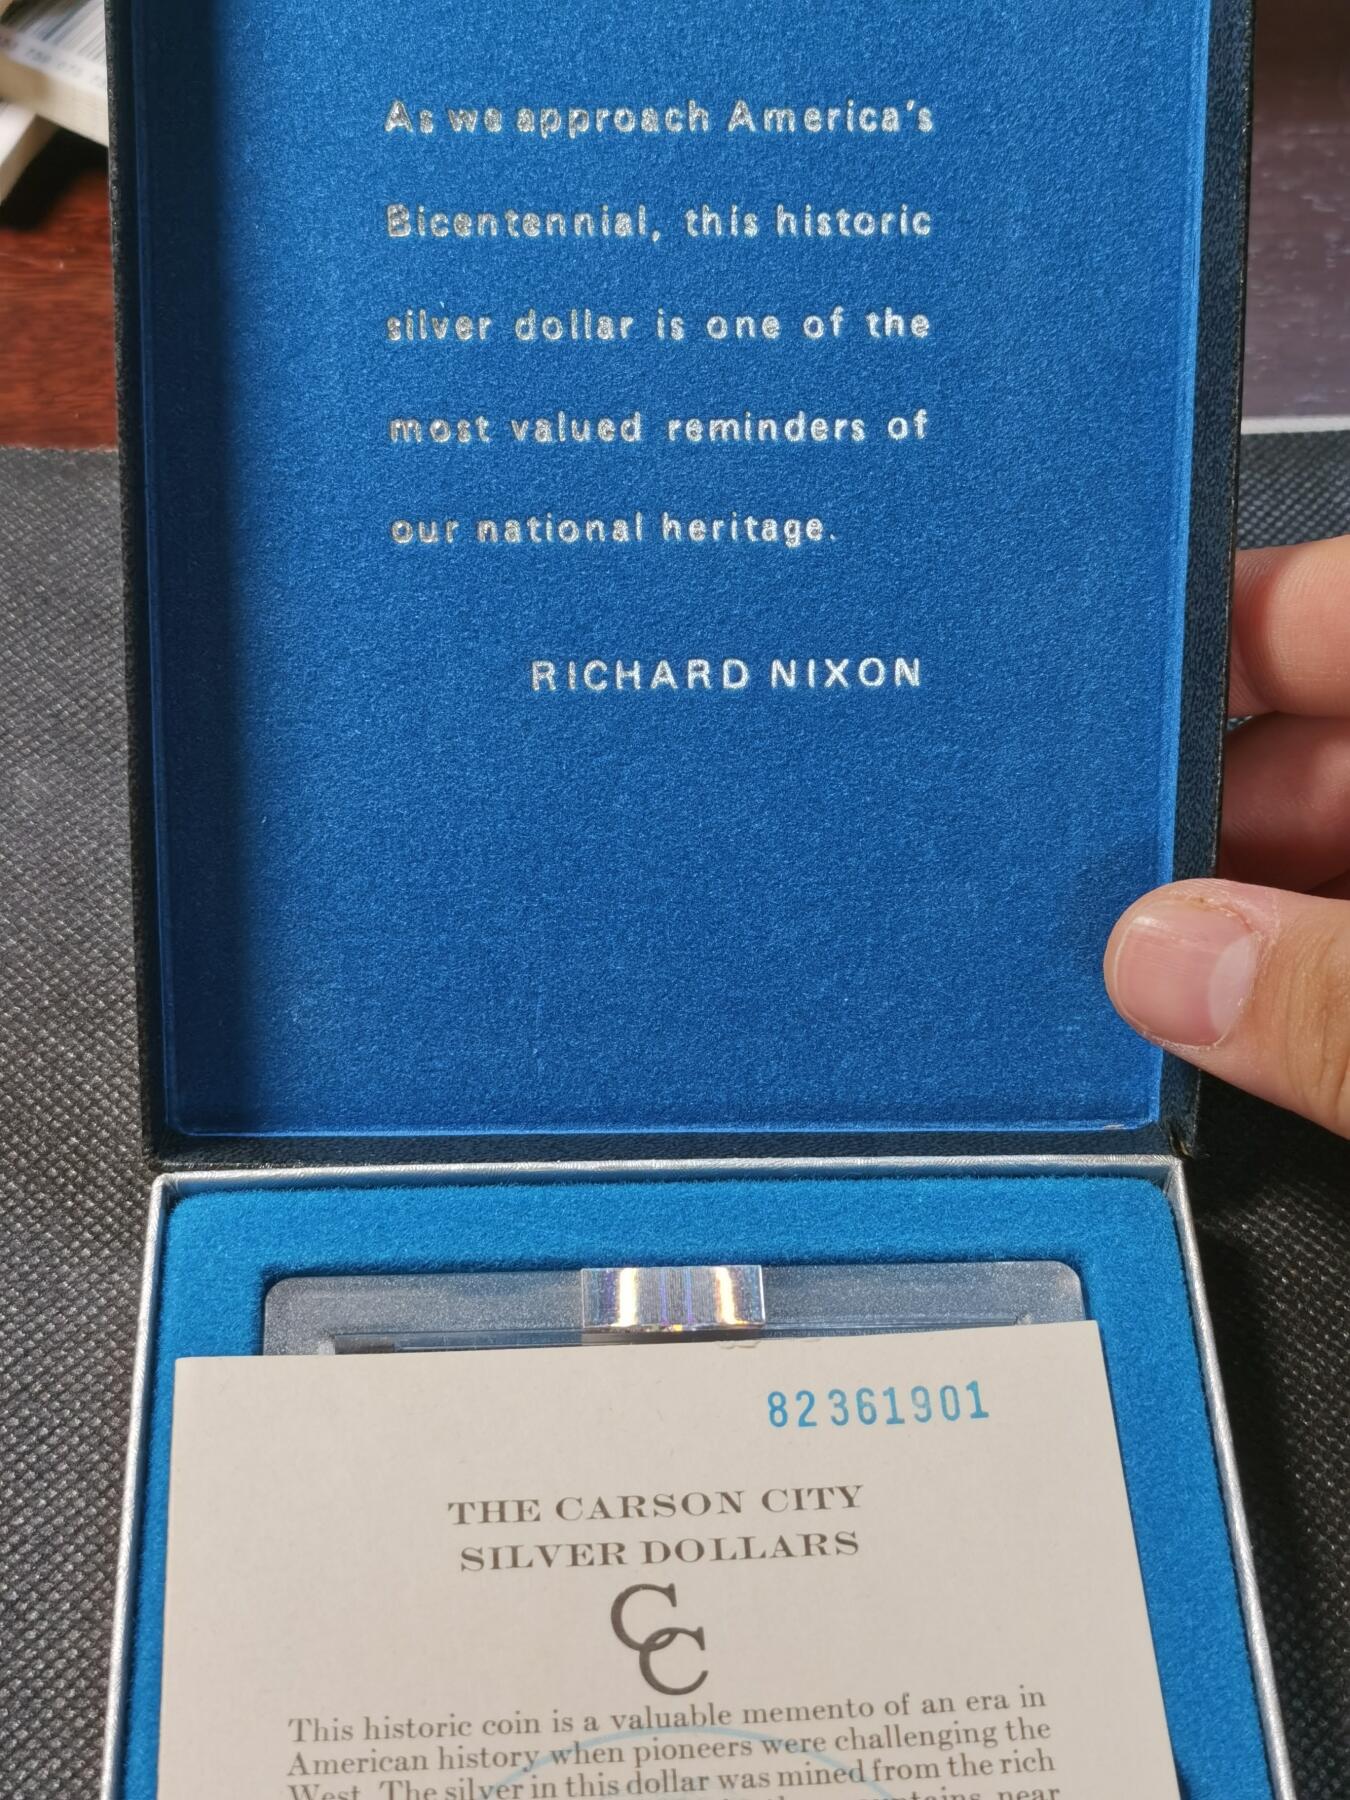 As we approach America's
Bicentennial, this historic
silver dollar is one of the
most valued reminders of
our national heritage.
RICHARD NIXON
82361901
THE CARSON CITY
SILVER DOLLARS
CC
This historic coin is a valuable memento of an era in
American history when pioneers were challenging the
West. The silver in this dollar was mined from the rich
near